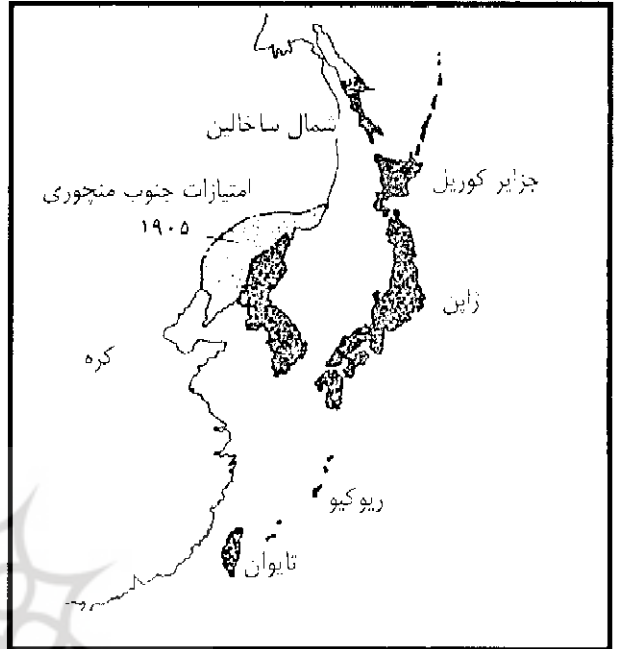 شمال ساخالین
جزایر کوریل
امتیازات جنوب منچوری
۱۹۰۵
ژاپن
کره
ریوکیو
تایوان